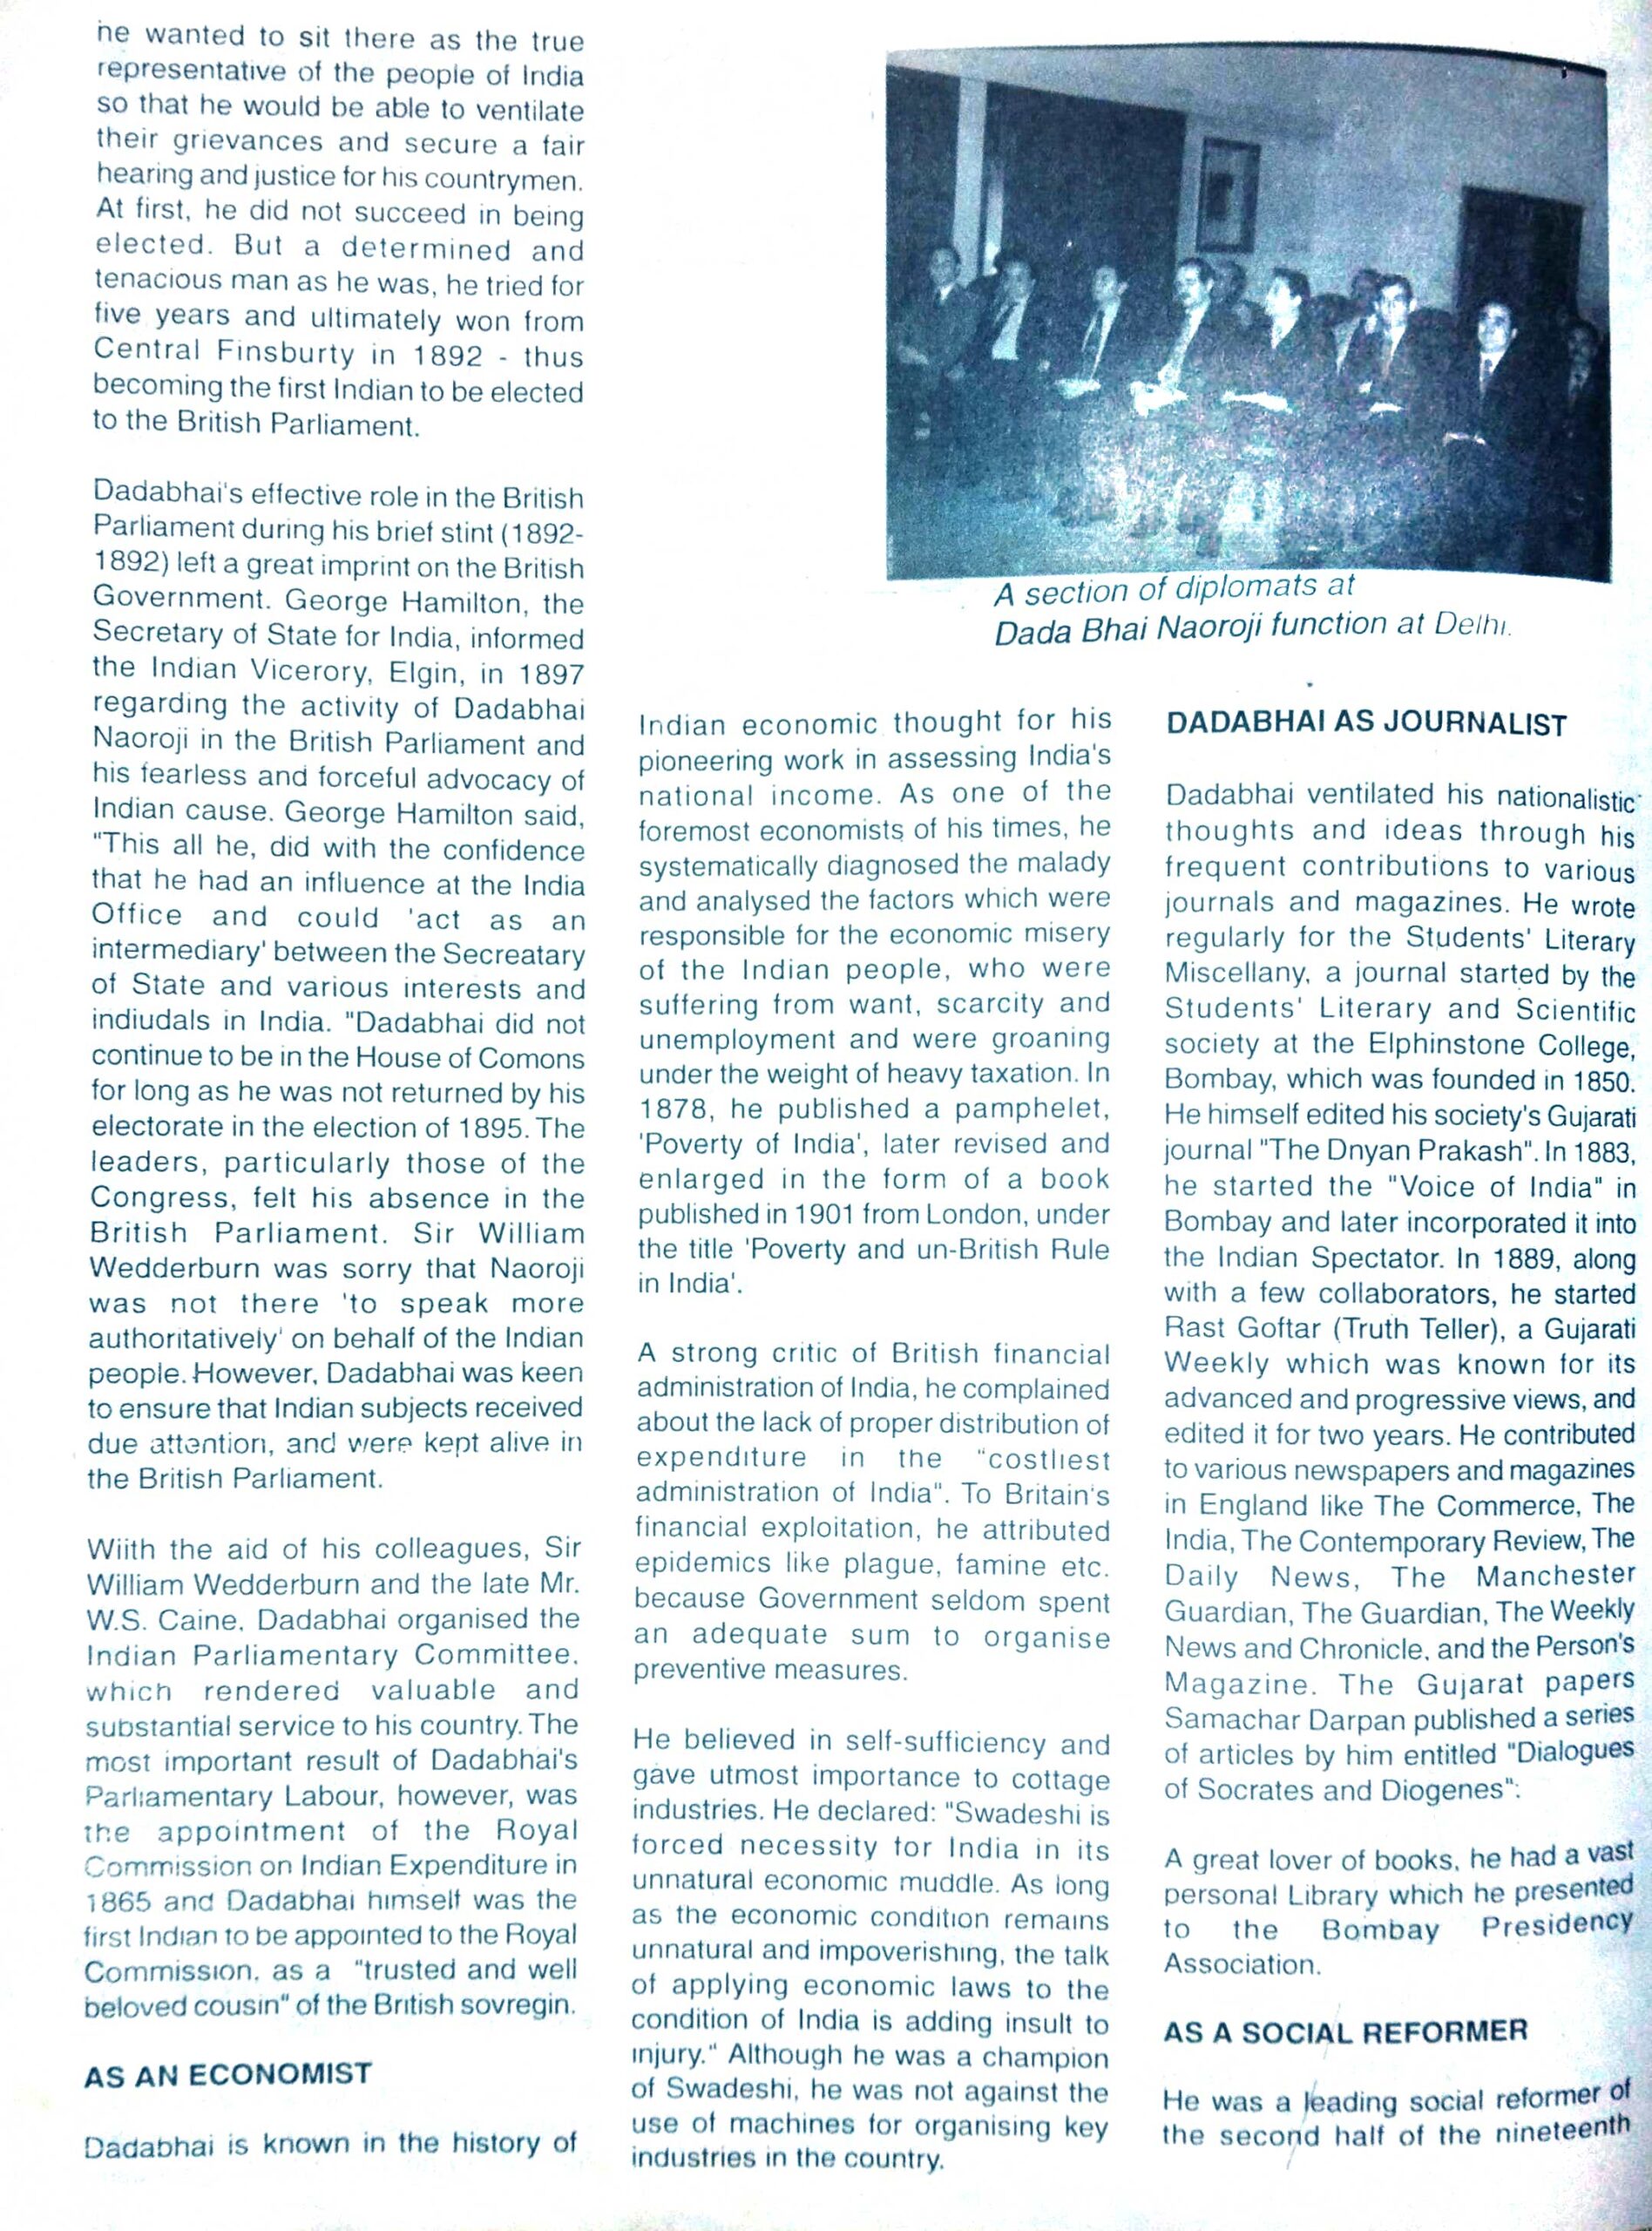 he wanted to sit there as the true
representative of the people of India
so that he would be able to ventilate
their grievances and secure a fair
hearing and justice for his countrymen.
At first, he did not succeed in being
elected. But a determined and
tenacious man as he was, he tried for
five years and ultimately won from
Central Finsburty in 1892 - thus
becoming the first Indian to be elected
to the British Parliament.
Dadabhai's effective role in the British
Parliament during his brief stint (1892-
1892) left a great imprint on the British
Government. George Hamilton, the
Secretary of State for India, informed
the Indian Vicerory, Elgin, in 1897
regarding the activity of Dadabhai
Naoroji in the British Parliament and
his fearless and forceful advocacy of
Indian cause. George Hamilton said,
"This all he, did with the confidence
that he had an influence at the India
Office and could 'act as an
intermediary' between the Secreatary
of State and various interests and
indiudals in India. "Dadabhai did not
continue to be in the House of Comons
for long as he was not returned by his
electorate in the election of 1895. The
leaders, particularly those of the
Congress, felt his absence in the
British Parliament. Sir William
Wedderburn was sorry that Naoroji
was not there 'to speak more
authoritatively' on behalf of the Indian
people. However, Dadabhai was keen
to ensure that Indian subjects received
due attention, and were kept alive in
the British Parliament.
Wiith the aid of his colleagues, Sir
William Wedderburn and the late Mr.
W.S. Caine, Dadabhai organised the
Indian Parliamentary Committee,
which rendered valuable and
substantial service to his country. The
most important result of Dadabhai's
Parliamentary Labour, however, was
the appointment of the Royal
Commission on Indian Expenditure in
1865 and Dadabhai himself was the
first Indian to be appointed to the Royal
Commission, as a "trusted and well
beloved cousin" of the British sovregin.
AS AN ECONOMIST
Dadabhai is known in the history of
A section of diplomats at
Dada Bhai Naoroji function at Delhi.
Indian economic thought for his
pioneering work in assessing India's
national income. As one of the
foremost economists of his times, he
systematically diagnosed the malady
and analysed the factors which were
responsible for the economic misery
of the Indian people, who were
suffering from want, scarcity and
unemployment and were groaning
under the weight of heavy taxation. In
1878, he published a pamphelet,
'Poverty of India', later revised and
enlarged in the form of a book
published in 1901 from London, under
the title 'Poverty and un-British Rule
in India'.
A strong critic of British financial
administration of India, he complained
about the lack of proper distribution of
expenditure in the "costliest
administration of India". To Britain's
financial exploitation, he attributed
epidemics like plague, famine etc.
because Government seldom spent
an adequate sum to organise
preventive measures.
He believed in self-sufficiency and
gave utmost importance to cottage
industries. He declared: "Swadeshi is
forced necessity for India in its
unnatural economic muddle. As long
as the economic condition remains
unnatural and impoverishing, the talk
of applying economic laws to the
condition of India is adding insult to
injury." Although he was a champion
of Swadeshi, he was not against the
use of machines for organising key
industries in the country.
DADABHAI AS JOURNALIST
Dadabhai ventilated his nationalistic
thoughts and ideas through his
frequent contributions to various
journals and magazines. He wrote
regularly for the Students' Literary
Miscellany, a journal started by the
Students' Literary and Scientific
society at the Elphinstone College,
Bombay, which was founded in 1850.
He himself edited his society's Gujarati
journal "The Dnyan Prakash". In 1883,
he started the "Voice of India" in
Bombay and later incorporated it into
the Indian Spectator. In 1889, along
with a few collaborators, he started
Rast Goftar (Truth Teller), a Gujarati
Weekly which was known for its
advanced and progressive views, and
edited it for two years. He contributed
to various newspapers and magazines
in England like The Commerce, The
India, The Contemporary Review, The
Daily News, The Manchester
Guardian, The Guardian, The Weekly
News and Chronicle, and the Person's
Magazine. The Gujarat papers
Samachar Darpan published a series
of articles by him entitled "Dialogues
of Socrates and Diogenes":
A great lover of books, he had a vast
personal Library which he presented
to the Bombay Presidency
Association.
AS A SOCIAL REFORMER
He was a leading social reformer of
the second half of the nineteenth